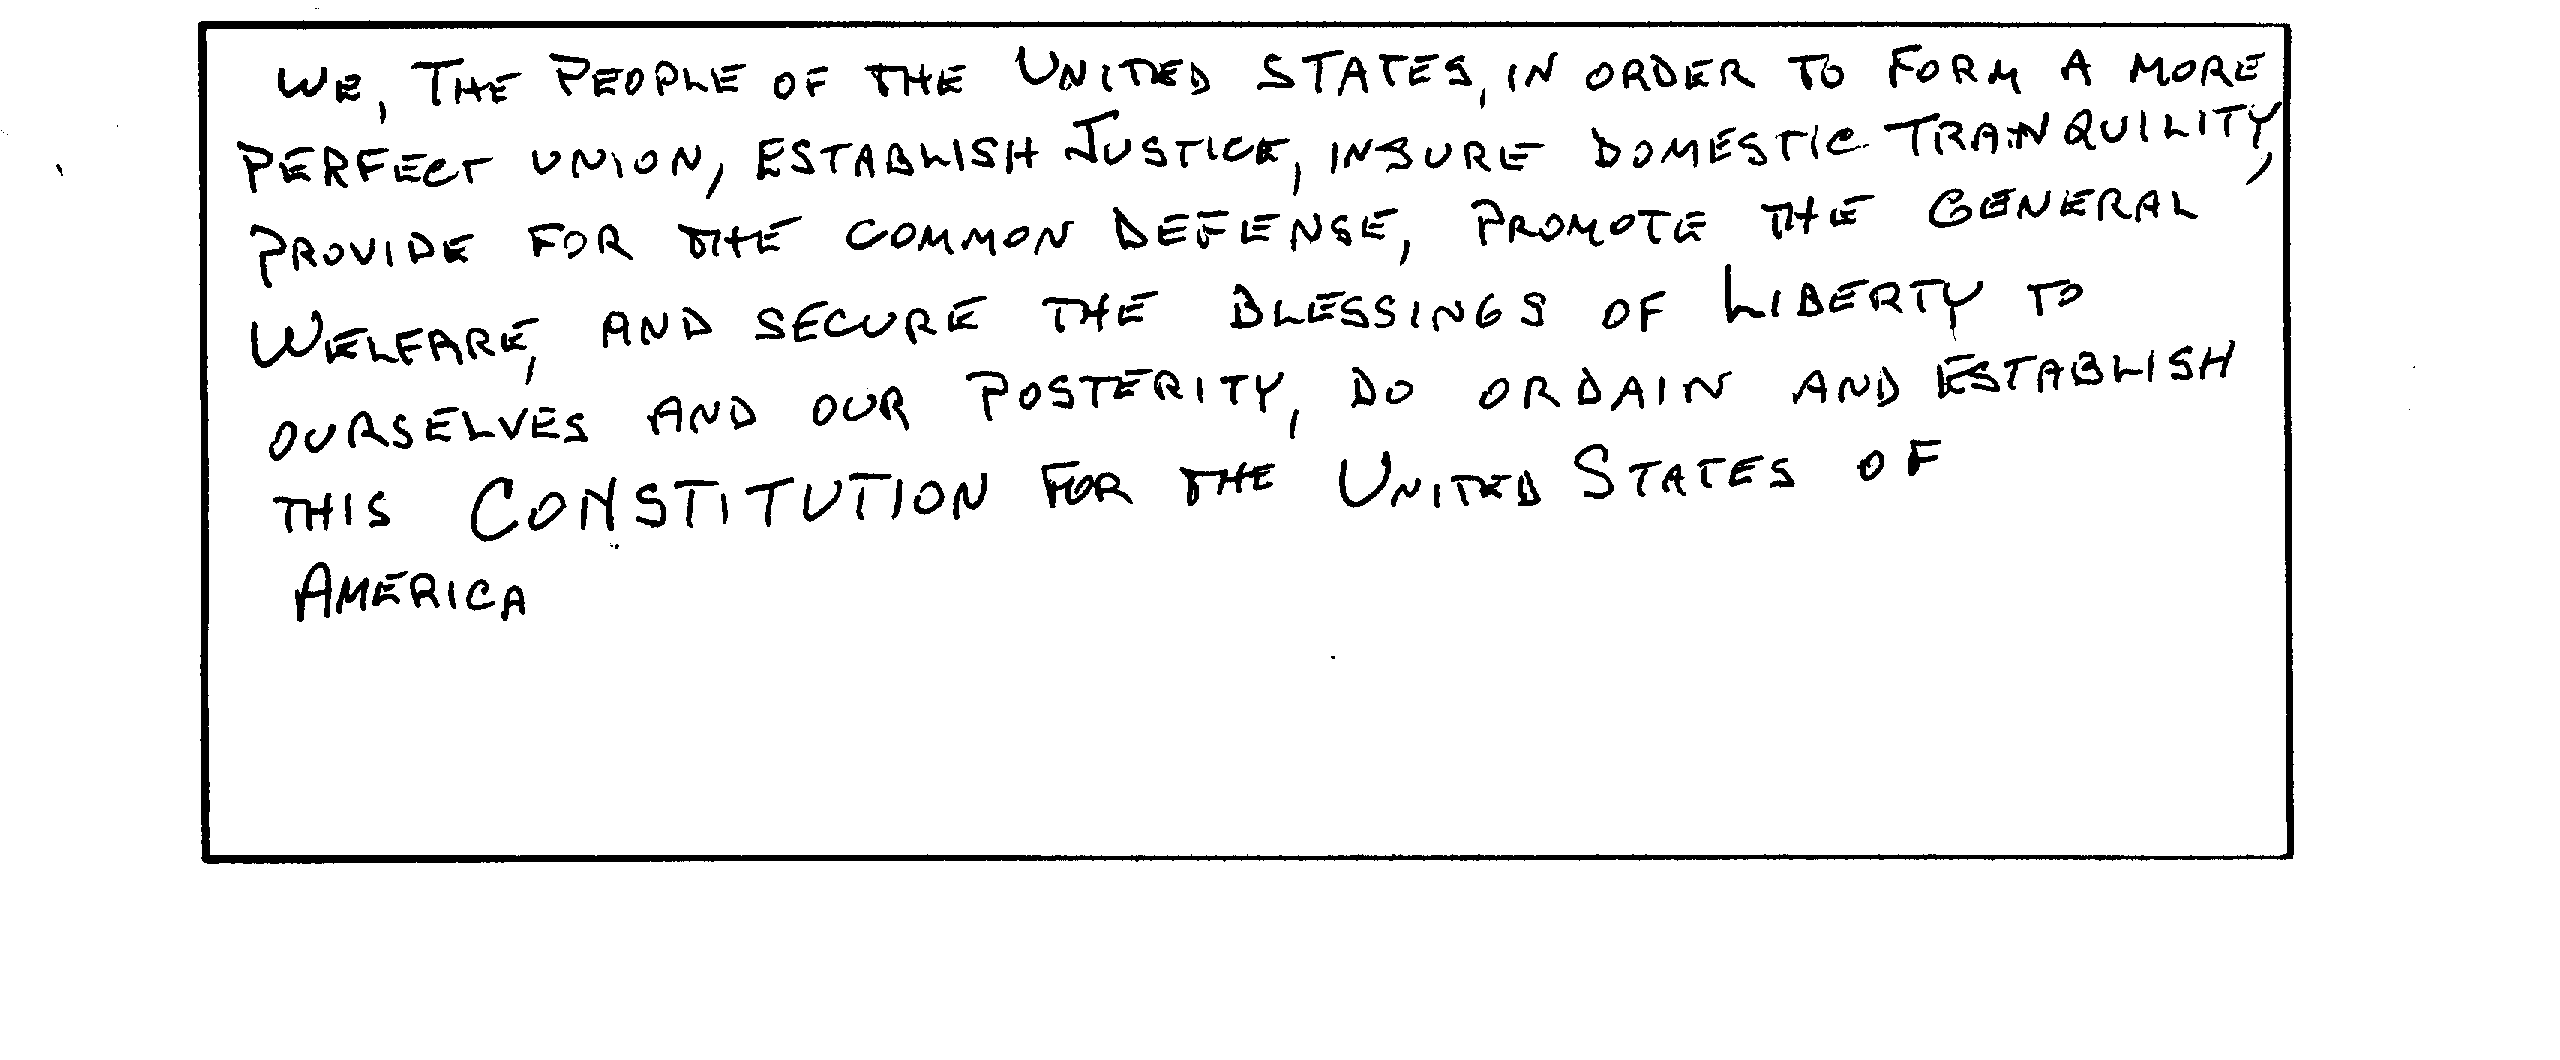 WE, THE PEOPLE OF THE UNITED STATES, IN ORDER TO FORM A MORE
PERFECT UNION, ESTABLISH JUSTICE, INSURE DOMESTIC TRANQUILITY,
PROVIDE FOR THE COMMON DEFENSE, PROMOTE THE GENERAL
WELFARE, AND SECURE THE BLESSINGS OF LIBERTY TO
OURSELVES AND OUR POSTERITY, DO ORDAIN AND ESTABLISH
THIS CONSTITUTION FOR THE UNITED STATES OF
AMERICA